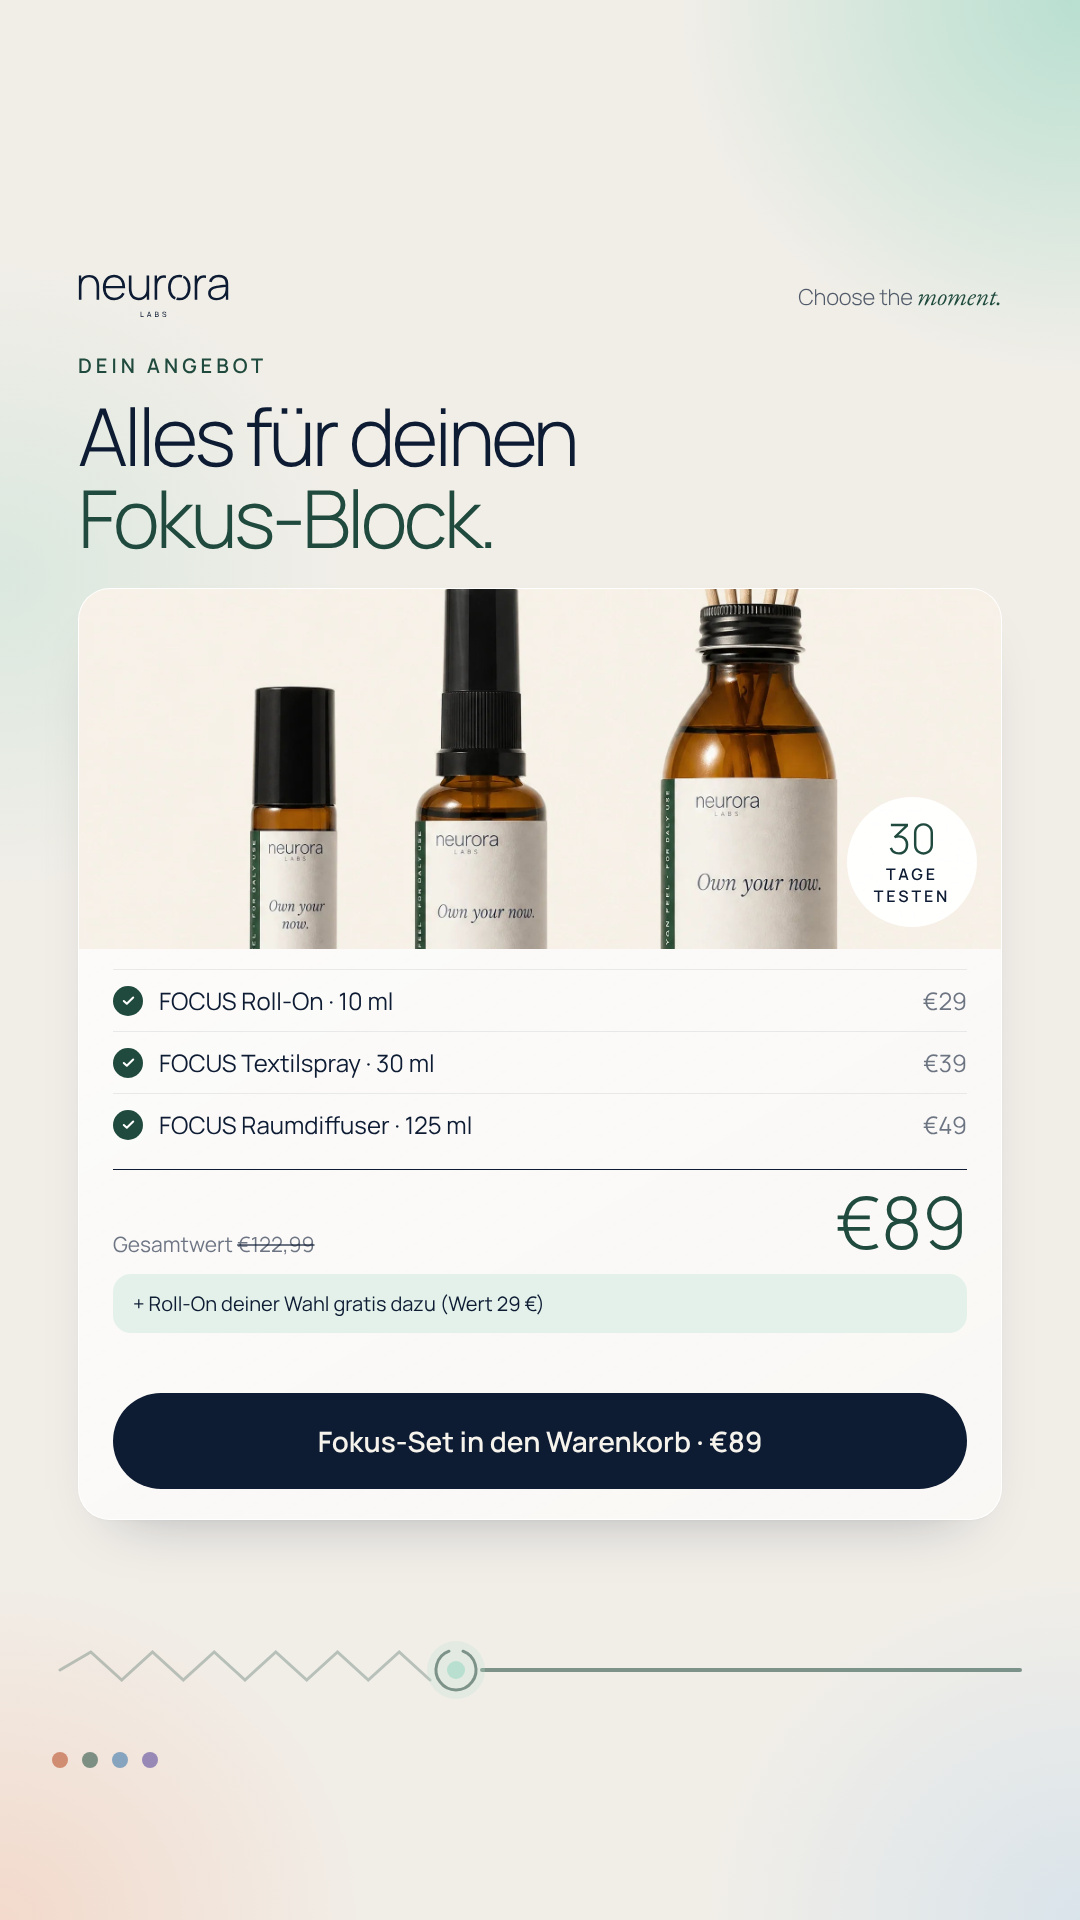 neurora
LABS
Choose the moment.
DEIN ANGEBOT
Alles für deinen
Fokus-Block.
neurora
LABS
Own your
now.
neurora
LABS
Own your now.
neurora
LABS
Own your now.
30
TAGE
TESTEN
FOCUS Roll-On · 10 ml
€29
FOCUS Textilspray · 30 ml
€39
FOCUS Raumdiffuser · 125 ml
€49
Gesamtwert €122,99
€89
+ Roll-On deiner Wahl gratis dazu (Wert 29 €)
Fokus-Set in den Warenkorb · €89